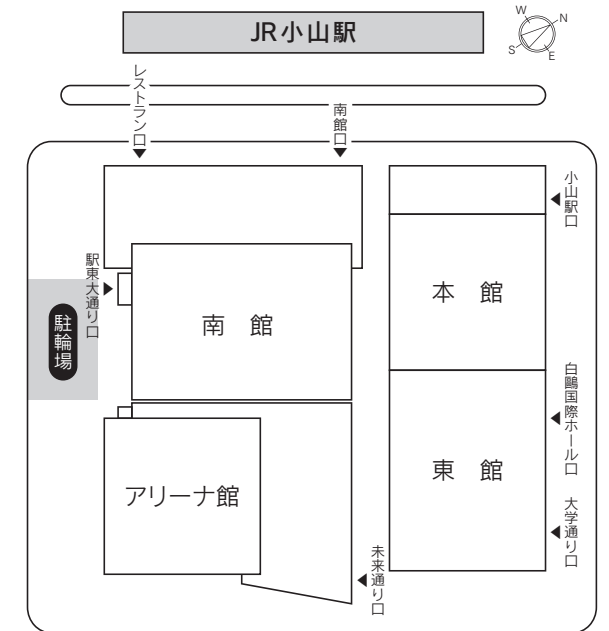 JR小山駅
W
N
S
E
レストラン口
南館口
小山駅口
駅東大通り口
本 館
南 館
駐輪場
白鷗国際ホール口
東 館
アリーナ館
大学通り口
未来通り口